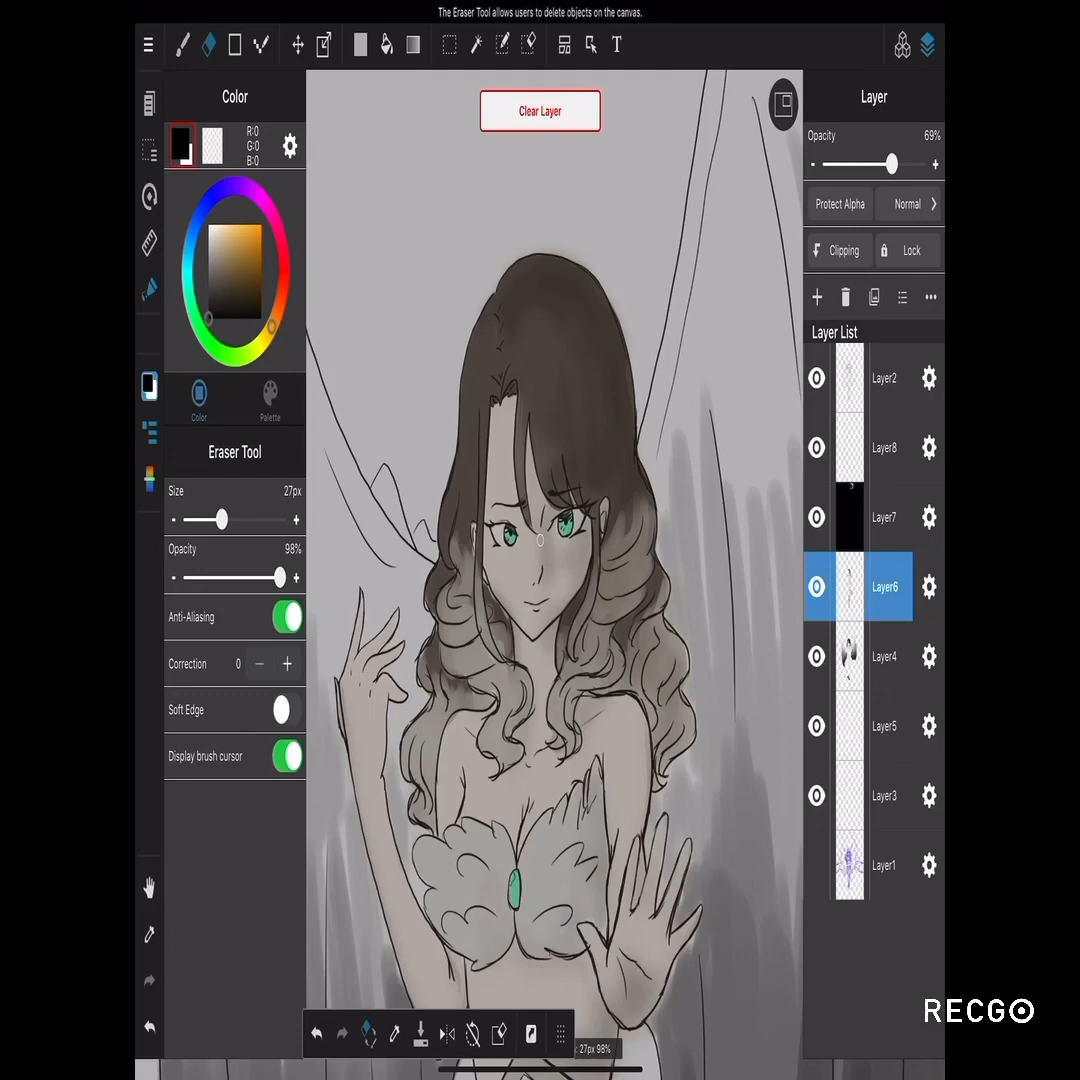 The Eraser Tool allows users to delete objects on the canvas.
T
Color
Clear Layer
Layer
R:0
G:0
B:0
Opacity 69%
- +
Protect Alpha Normal
Clipping Lock
Layer List
Layer2
Color Palette
Layer8
Eraser Tool
Size 27px
- +
Layer7
Opacity 98%
- +
Layer6
Anti-Aliasing
Correction 0
Layer4
Soft Edge
Layer5
Display brush cursor
Layer3
Layer1
RECGO
: 27px 98%